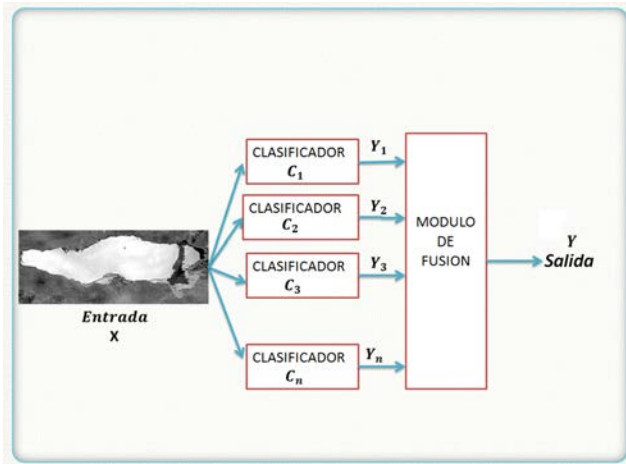 CLASIFICADOR
C₁
Y₁
CLASIFICADOR
C₂
Y₂
CLASIFICADOR
C₃
Y₃
CLASIFICADOR
Cₙ
Yₙ
MODULO
DE
FUSION
Y
Salida
Entrada
X